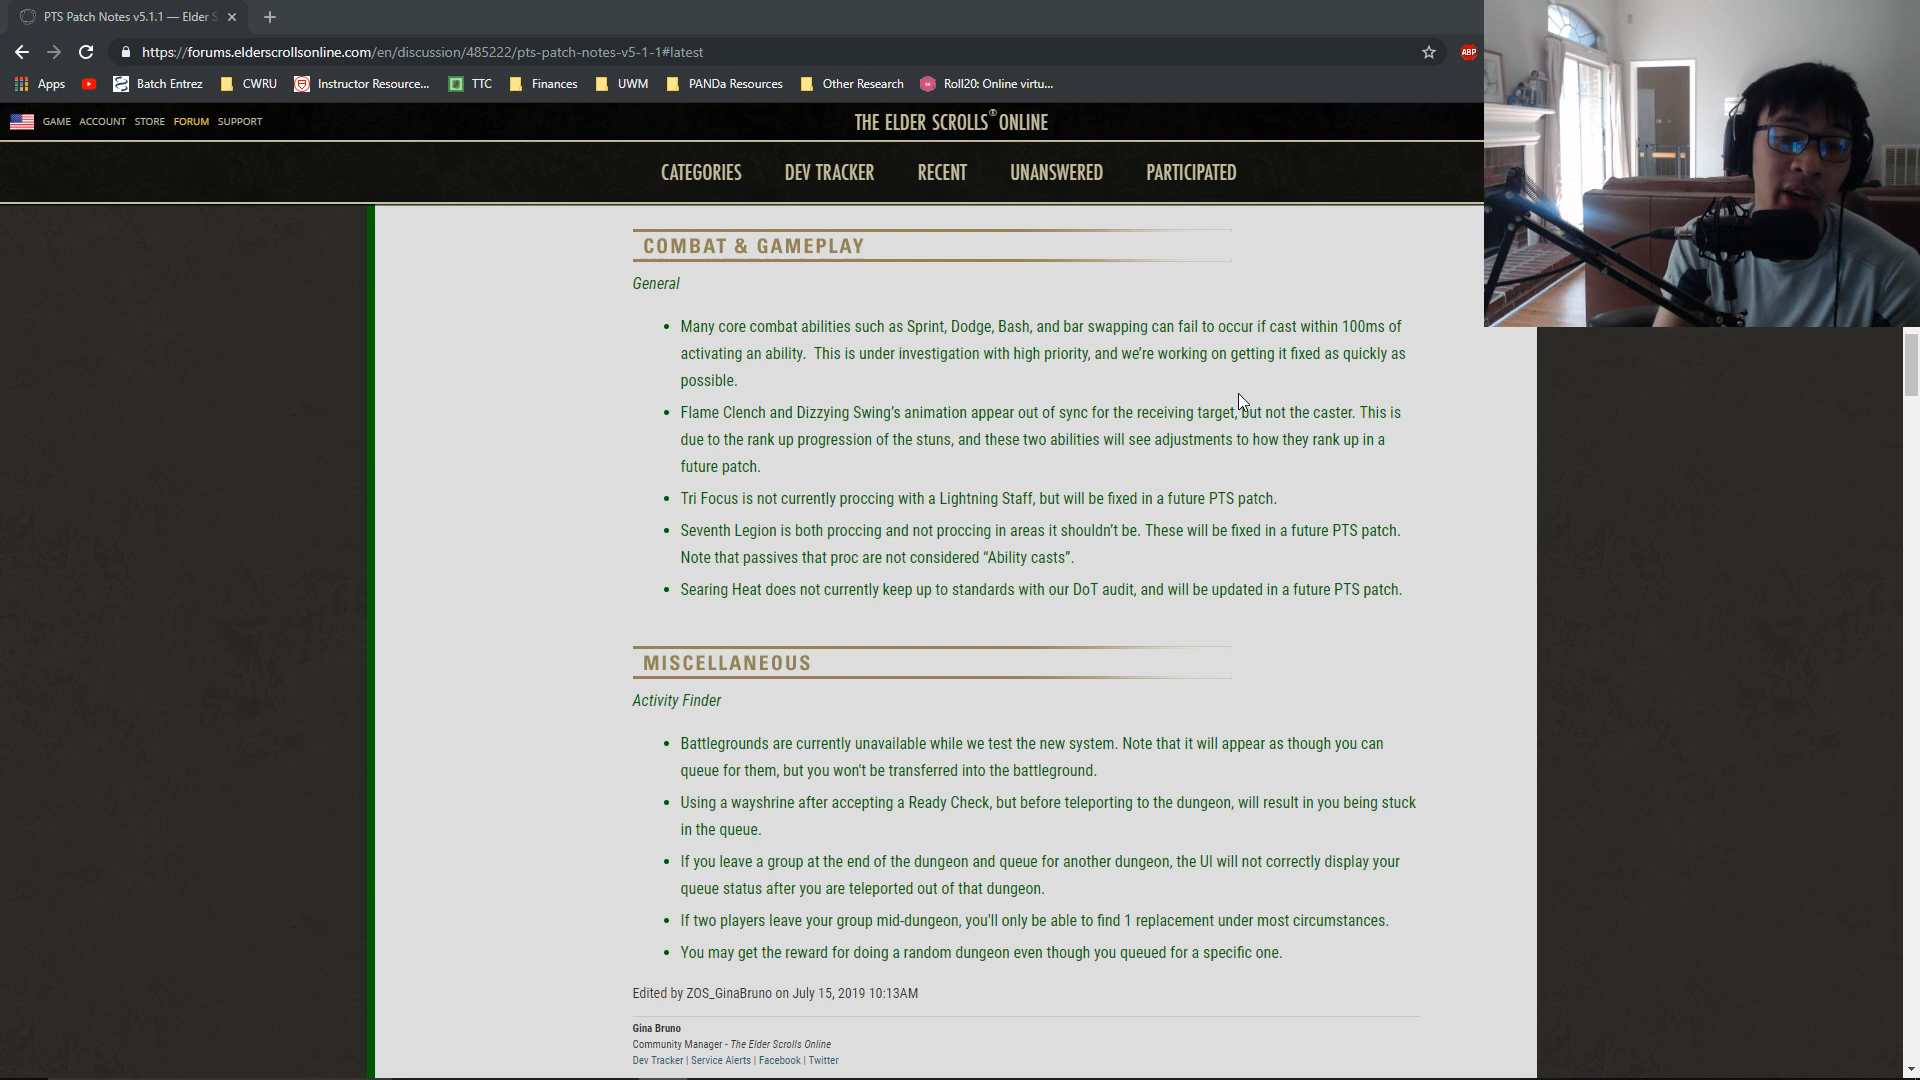 PTS Patch Notes v5.1.1 — Elder S
https://forums.elderscrollsonline.com/en/discussion/485222/pts-patch-notes-v5-1-1#latest
ABP
Apps Batch Entrez CWRU Instructor Resource... TTC Finances UWM PANDa Resources Other Research Roll20: Online virtu...
GAME ACCOUNT STORE FORUM SUPPORT
THE ELDER SCROLLS® ONLINE
CATEGORIES DEV TRACKER RECENT UNANSWERED PARTICIPATED
COMBAT & GAMEPLAY
General
• Many core combat abilities such as Sprint, Dodge, Bash, and bar swapping can fail to occur if cast within 100ms of
activating an ability.  This is under investigation with high priority, and we're working on getting it fixed as quickly as
possible.
• Flame Clench and Dizzying Swing's animation appear out of sync for the receiving target, but not the caster. This is
due to the rank up progression of the stuns, and these two abilities will see adjustments to how they rank up in a
future patch.
• Tri Focus is not currently proccing with a Lightning Staff, but will be fixed in a future PTS patch.
• Seventh Legion is both proccing and not proccing in areas it shouldn't be. These will be fixed in a future PTS patch.
Note that passives that proc are not considered “Ability casts”.
• Searing Heat does not currently keep up to standards with our DoT audit, and will be updated in a future PTS patch.
MISCELLANEOUS
Activity Finder
• Battlegrounds are currently unavailable while we test the new system. Note that it will appear as though you can
queue for them, but you won't be transferred into the battleground.
• Using a wayshrine after accepting a Ready Check, but before teleporting to the dungeon, will result in you being stuck
in the queue.
• If you leave a group at the end of the dungeon and queue for another dungeon, the UI will not correctly display your
queue status after you are teleported out of that dungeon.
• If two players leave your group mid-dungeon, you'll only be able to find 1 replacement under most circumstances.
• You may get the reward for doing a random dungeon even though you queued for a specific one.
Edited by ZOS_GinaBruno on July 15, 2019 10:13AM
Gina Bruno
Community Manager - The Elder Scrolls Online
Dev Tracker | Service Alerts | Facebook | Twitter